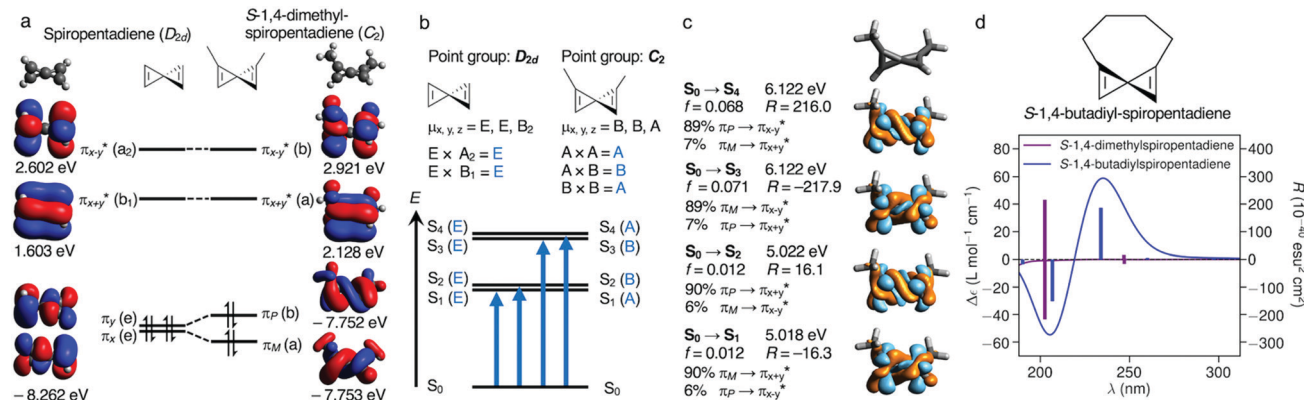 a
Spiropentadiene (D2d)
S-1,4-dimethyl-
spiropentadiene (C2)
πx-y* (a2)
πx-y* (b)
2.602 eV
2.921 eV
πx+y* (b1)
πx+y* (a)
1.603 eV
2.128 eV
πy (e)
πx (e)
πP (b)
πM (a)
−7.752 eV
−7.753 eV
−8.262 eV
b
Point group: D2d
Point group: C2
μx, y, z = E, E, B2
μx, y, z = B, B, A
E × A2 = E
E × B1 = E
A × A = A
A × B = B
B × B = A
E
S4 (E)
S3 (E)
S2 (E)
S1 (E)
S0
S4 (A)
S3 (B)
S2 (B)
S1 (A)
S0
c
S0 → S4 6.122 eV
f = 0.068 R = 216.0
89% πP → πx-y*
7% πM → πx+y*
S0 → S3 6.122 eV
f = 0.071 R = −217.9
89% πM → πx-y*
7% πP → πx+y*
S0 → S2 5.022 eV
f = 0.012 R = 16.1
90% πP → πx+y*
6% πM → πx-y*
S0 → S1 5.018 eV
f = 0.012 R = −16.3
90% πM → πx+y*
6% πP → πx-y*
d
S-1,4-butadiyl-spiropentadiene
S-1,4-dimethylspiropentadiene
S-1,4-butadiylspiropentadiene
Δϵ (L mol−1 cm−1)
80
60
40
20
0
−20
−40
−60
400
300
200
100
0
−100
−200
−300
R (10−40 esu2 cm2)
200
250
300
λ (nm)